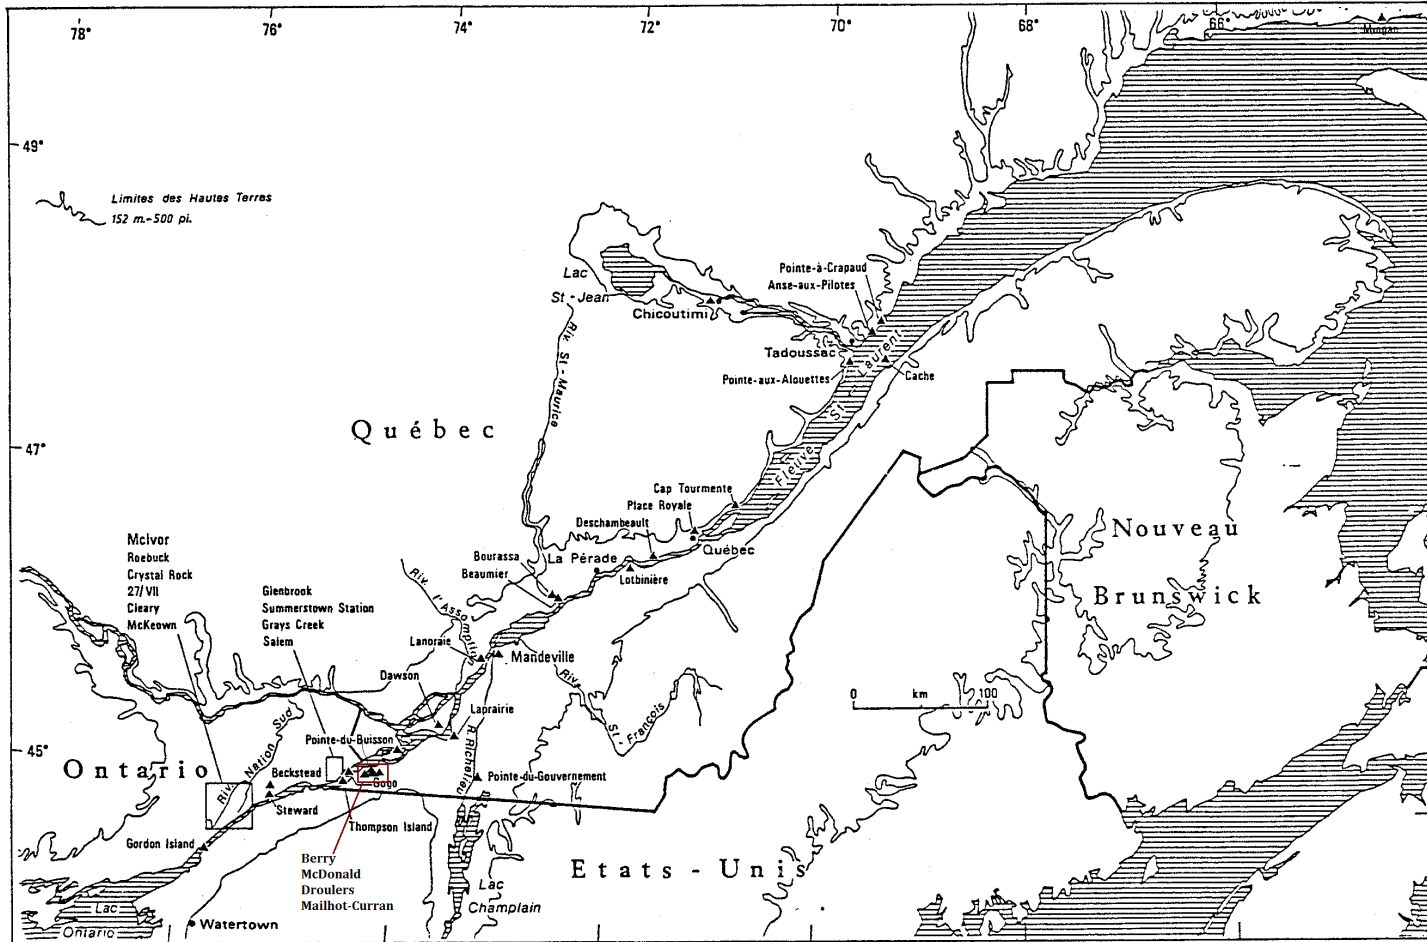 78°
76°
74°
72°
70°
68°
66°
Mingan
49°
Limites des Hautes Terres
152 m.-500 pi.
Lac
St-Jean
Chicoutimi
Pointe-à-Crapaud
Anse-aux-Pilotes
Tadoussac
Pointe-aux-Alouettes
Cache
Fleuve St-Laurent
Riv. St-Maurice
Québec
47°
Cap Tourmente
Place Royale
Deschambeault
Québec
Bourassa
La Pérade
Beaumier
Lotbinière
Nouveau
Brunswick
McIvor
Roebuck
Crystal Rock
27/VII
Cleary
McKeown
Glenbrook
Summerstown Station
Grays Creek
Salem
Riv. l'Assomption
Lanoraie
Mandeville
Dawson
Riv. St-François
Laprairie
0 km 100
R. Richelieu
Pointe-du-Buisson
45°
Ontario
Riv. Nation Sud
Beckstead
Gogo
Pointe-du-Gouvernement
Steward
Thompson Island
Gordon Island
Berry
McDonald
Droulers
Mailhot-Curran
Etats-Unis
Lac
Champlain
Lac
Ontario
Watertown